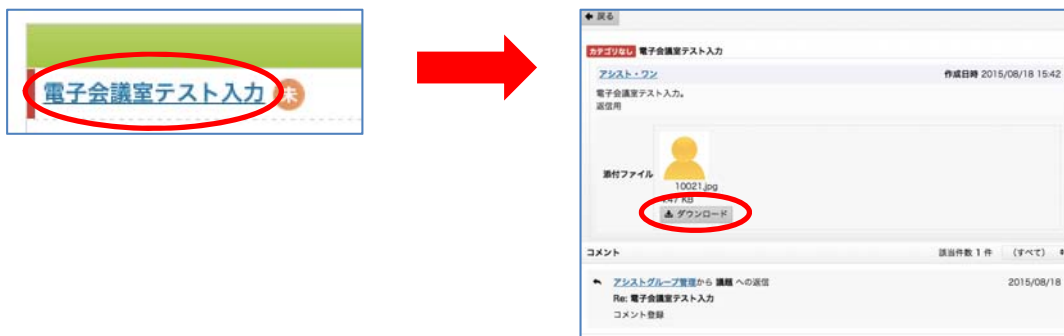 電子会議室テスト入力 未
戻る
カテゴリなし 電子会議室テスト入力
アシスト・ワン 作成日時 2015/08/18 15:42
電子会議室テスト入力。
返信用
添付ファイル
10021.jpg
247 KB
ダウンロード
コメント 該当件数 1 件 (すべて)
アシストグループ管理から 議題 への返信 2015/08/18
Re: 電子会議室テスト入力
コメント登録